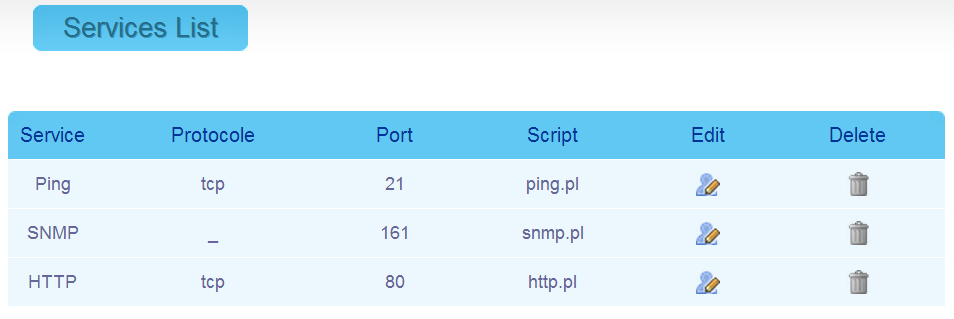 Services List
Service Protocole Port Script Edit Delete
Ping tcp 21 ping.pl
SNMP _ 161 snmp.pl
HTTP tcp 80 http.pl